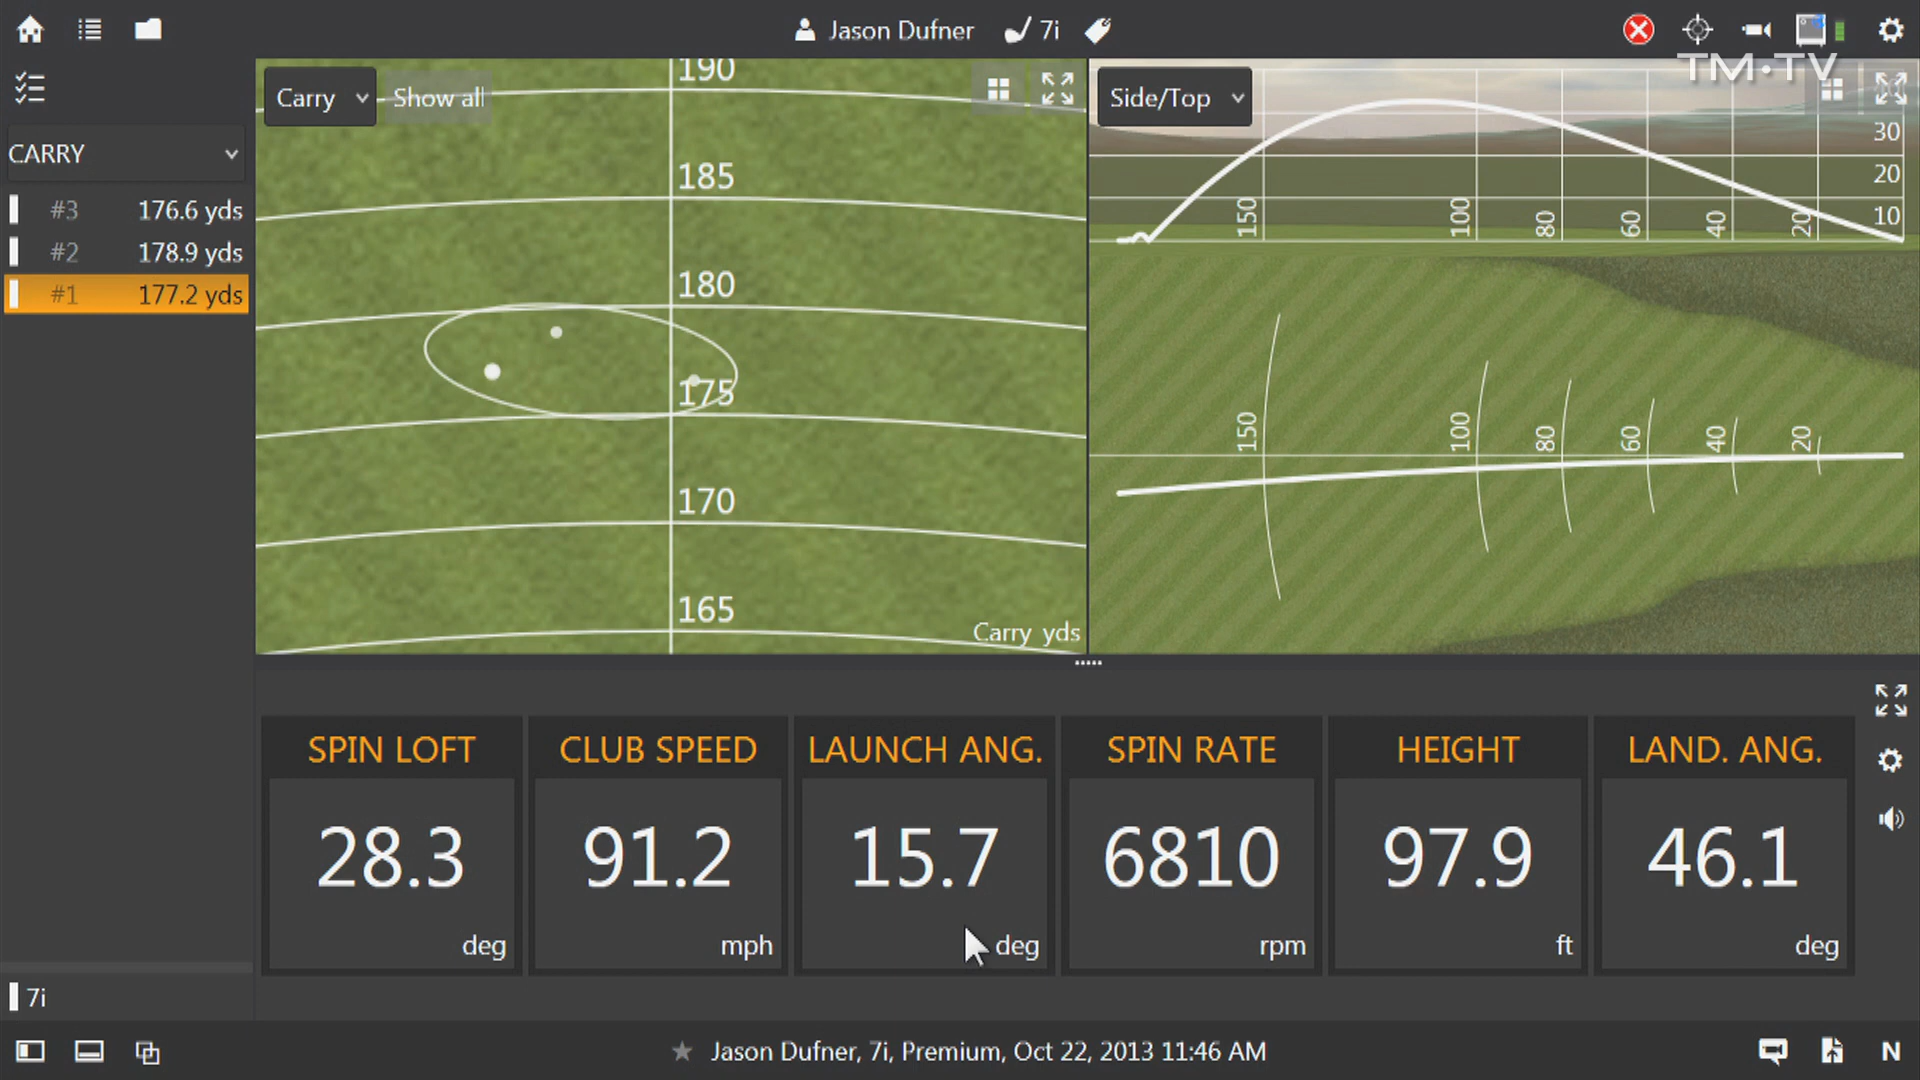 Jason Dufner 7i
TM•TV
CARRY
#3 176.6 yds
#2 178.9 yds
#1 177.2 yds
7i
Carry Show all
190
185
180
175
170
165
Carry yds
Side/Top
30
20
10
150 100 80 60 40 20
150 100 80 60 40 20
SPIN LOFT
28.3
deg
CLUB SPEED
91.2
mph
LAUNCH ANG.
15.7
deg
SPIN RATE
6810
rpm
HEIGHT
97.9
ft
LAND. ANG.
46.1
deg
Jason Dufner, 7i, Premium, Oct 22, 2013 11:46 AM
N